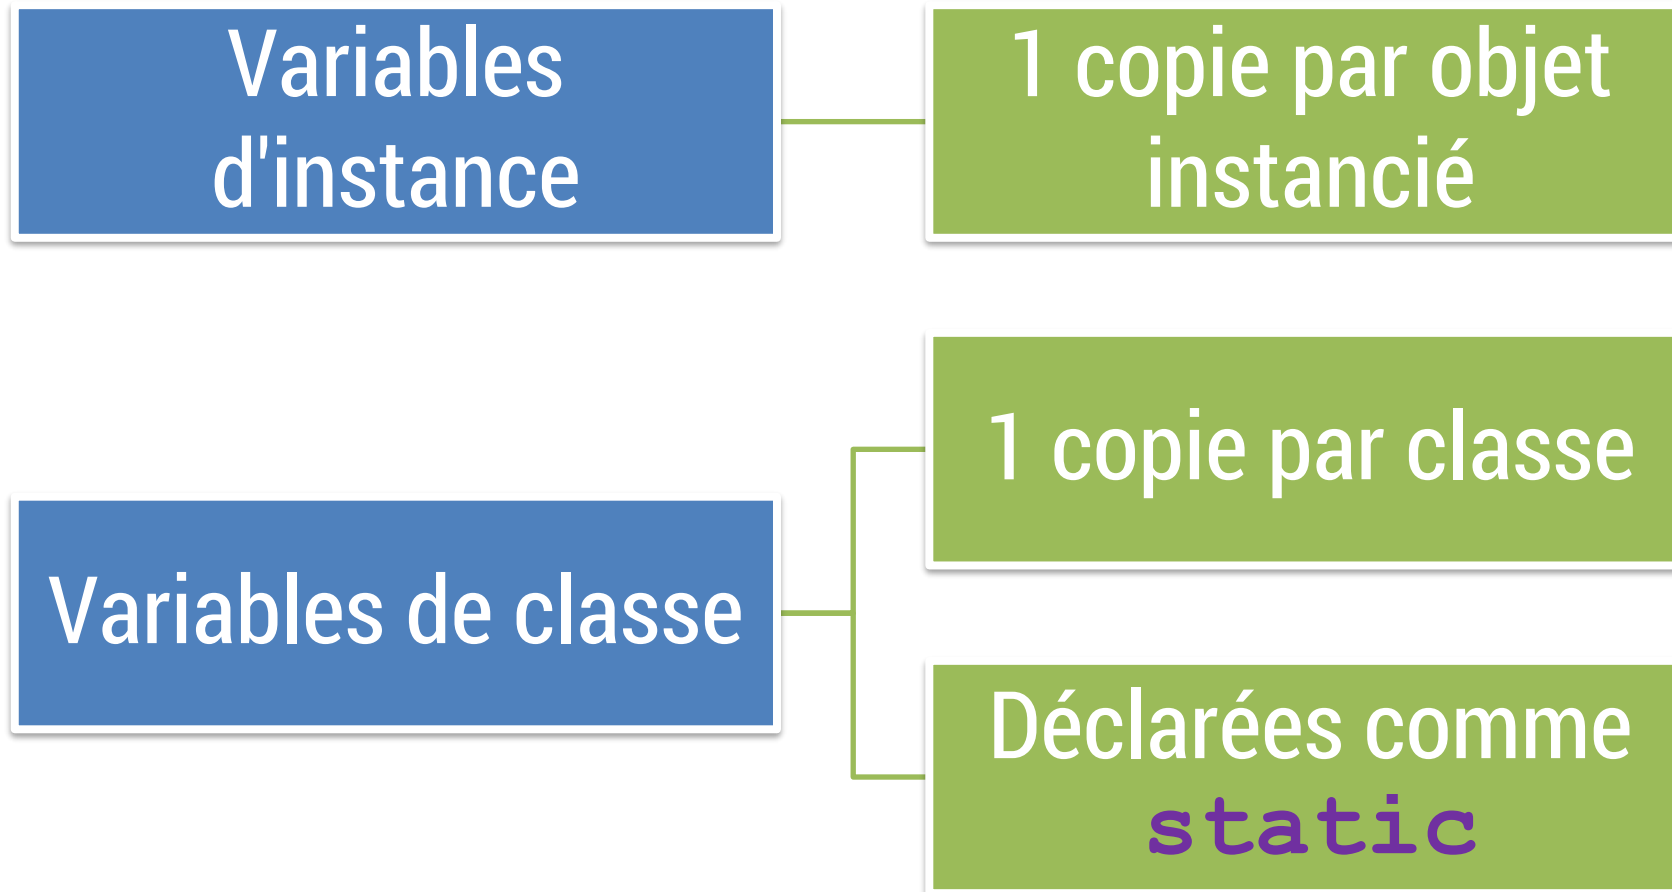 Variables
d'instance
1 copie par objet
instancié
Variables de classe
1 copie par classe
Déclarées comme
static